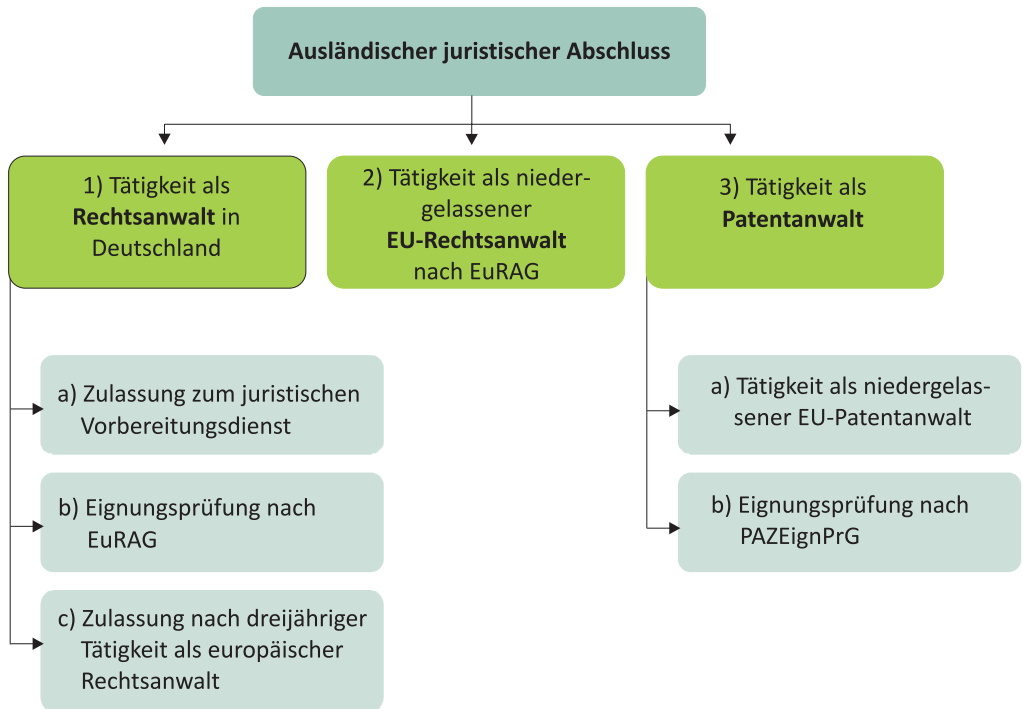 Ausländischer juristischer Abschluss
1) Tätigkeit als
Rechtsanwalt in
Deutschland
2) Tätigkeit als nieder-
gelassener
EU-Rechtsanwalt
nach EuRAG
3) Tätigkeit als
Patentanwalt
a) Zulassung zum juristischen
Vorbereitungsdienst
b) Eignungsprüfung nach
EuRAG
c) Zulassung nach dreijähriger
Tätigkeit als europäischer
Rechtsanwalt
a) Tätigkeit als niedergelas-
sener EU-Patentanwalt
b) Eignungsprüfung nach
PAZEignPrG